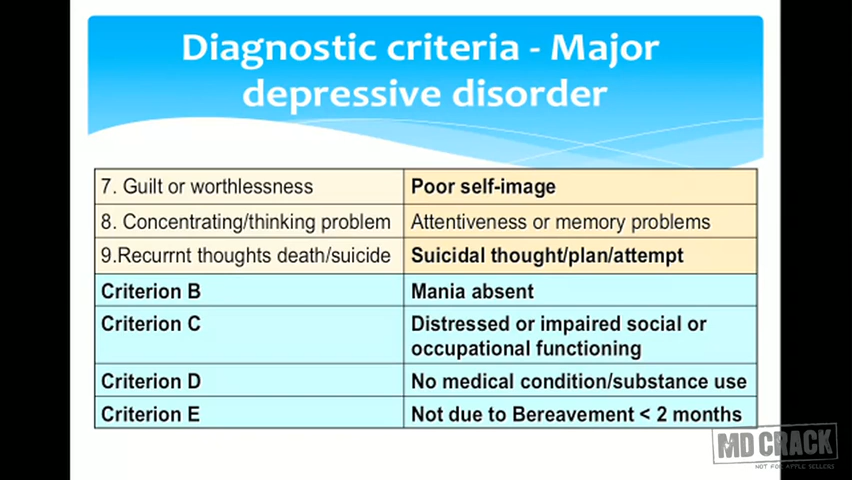 Diagnostic criteria - Major
depressive disorder
7. Guilt or worthlessness Poor self-image
8. Concentrating/thinking problem Attentiveness or memory problems
9.Recurrnt thoughts death/suicide Suicidal thought/plan/attempt
Criterion B Mania absent
Criterion C Distressed or impaired social or
occupational functioning
Criterion D No medical condition/substance use
Criterion E Not due to Bereavement < 2 months
MD CRACK
NOT FOR APPLE SELLERS